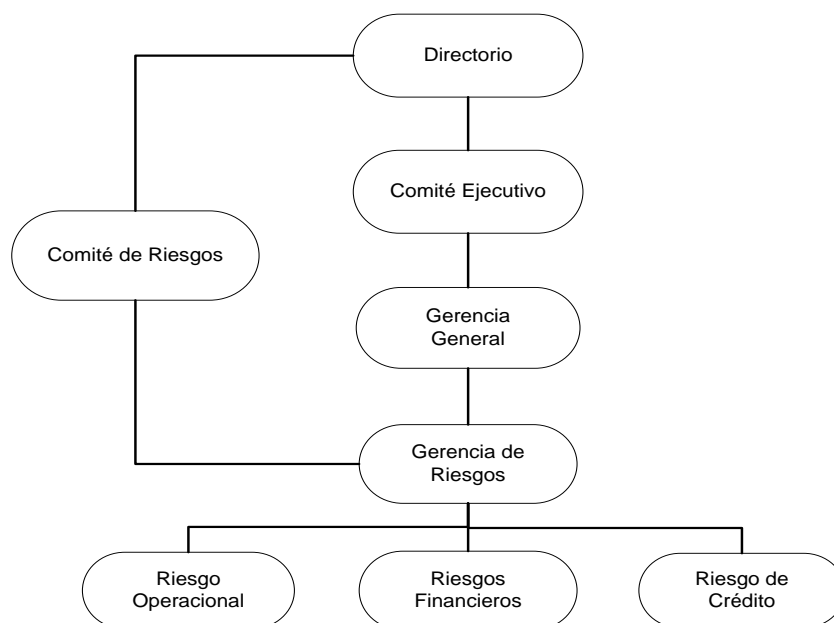 Directorio
Comité Ejecutivo
Comité de Riesgos
Gerencia
General
Gerencia de
Riesgos
Riesgo
Operacional
Riesgos
Financieros
Riesgo de
Crédito